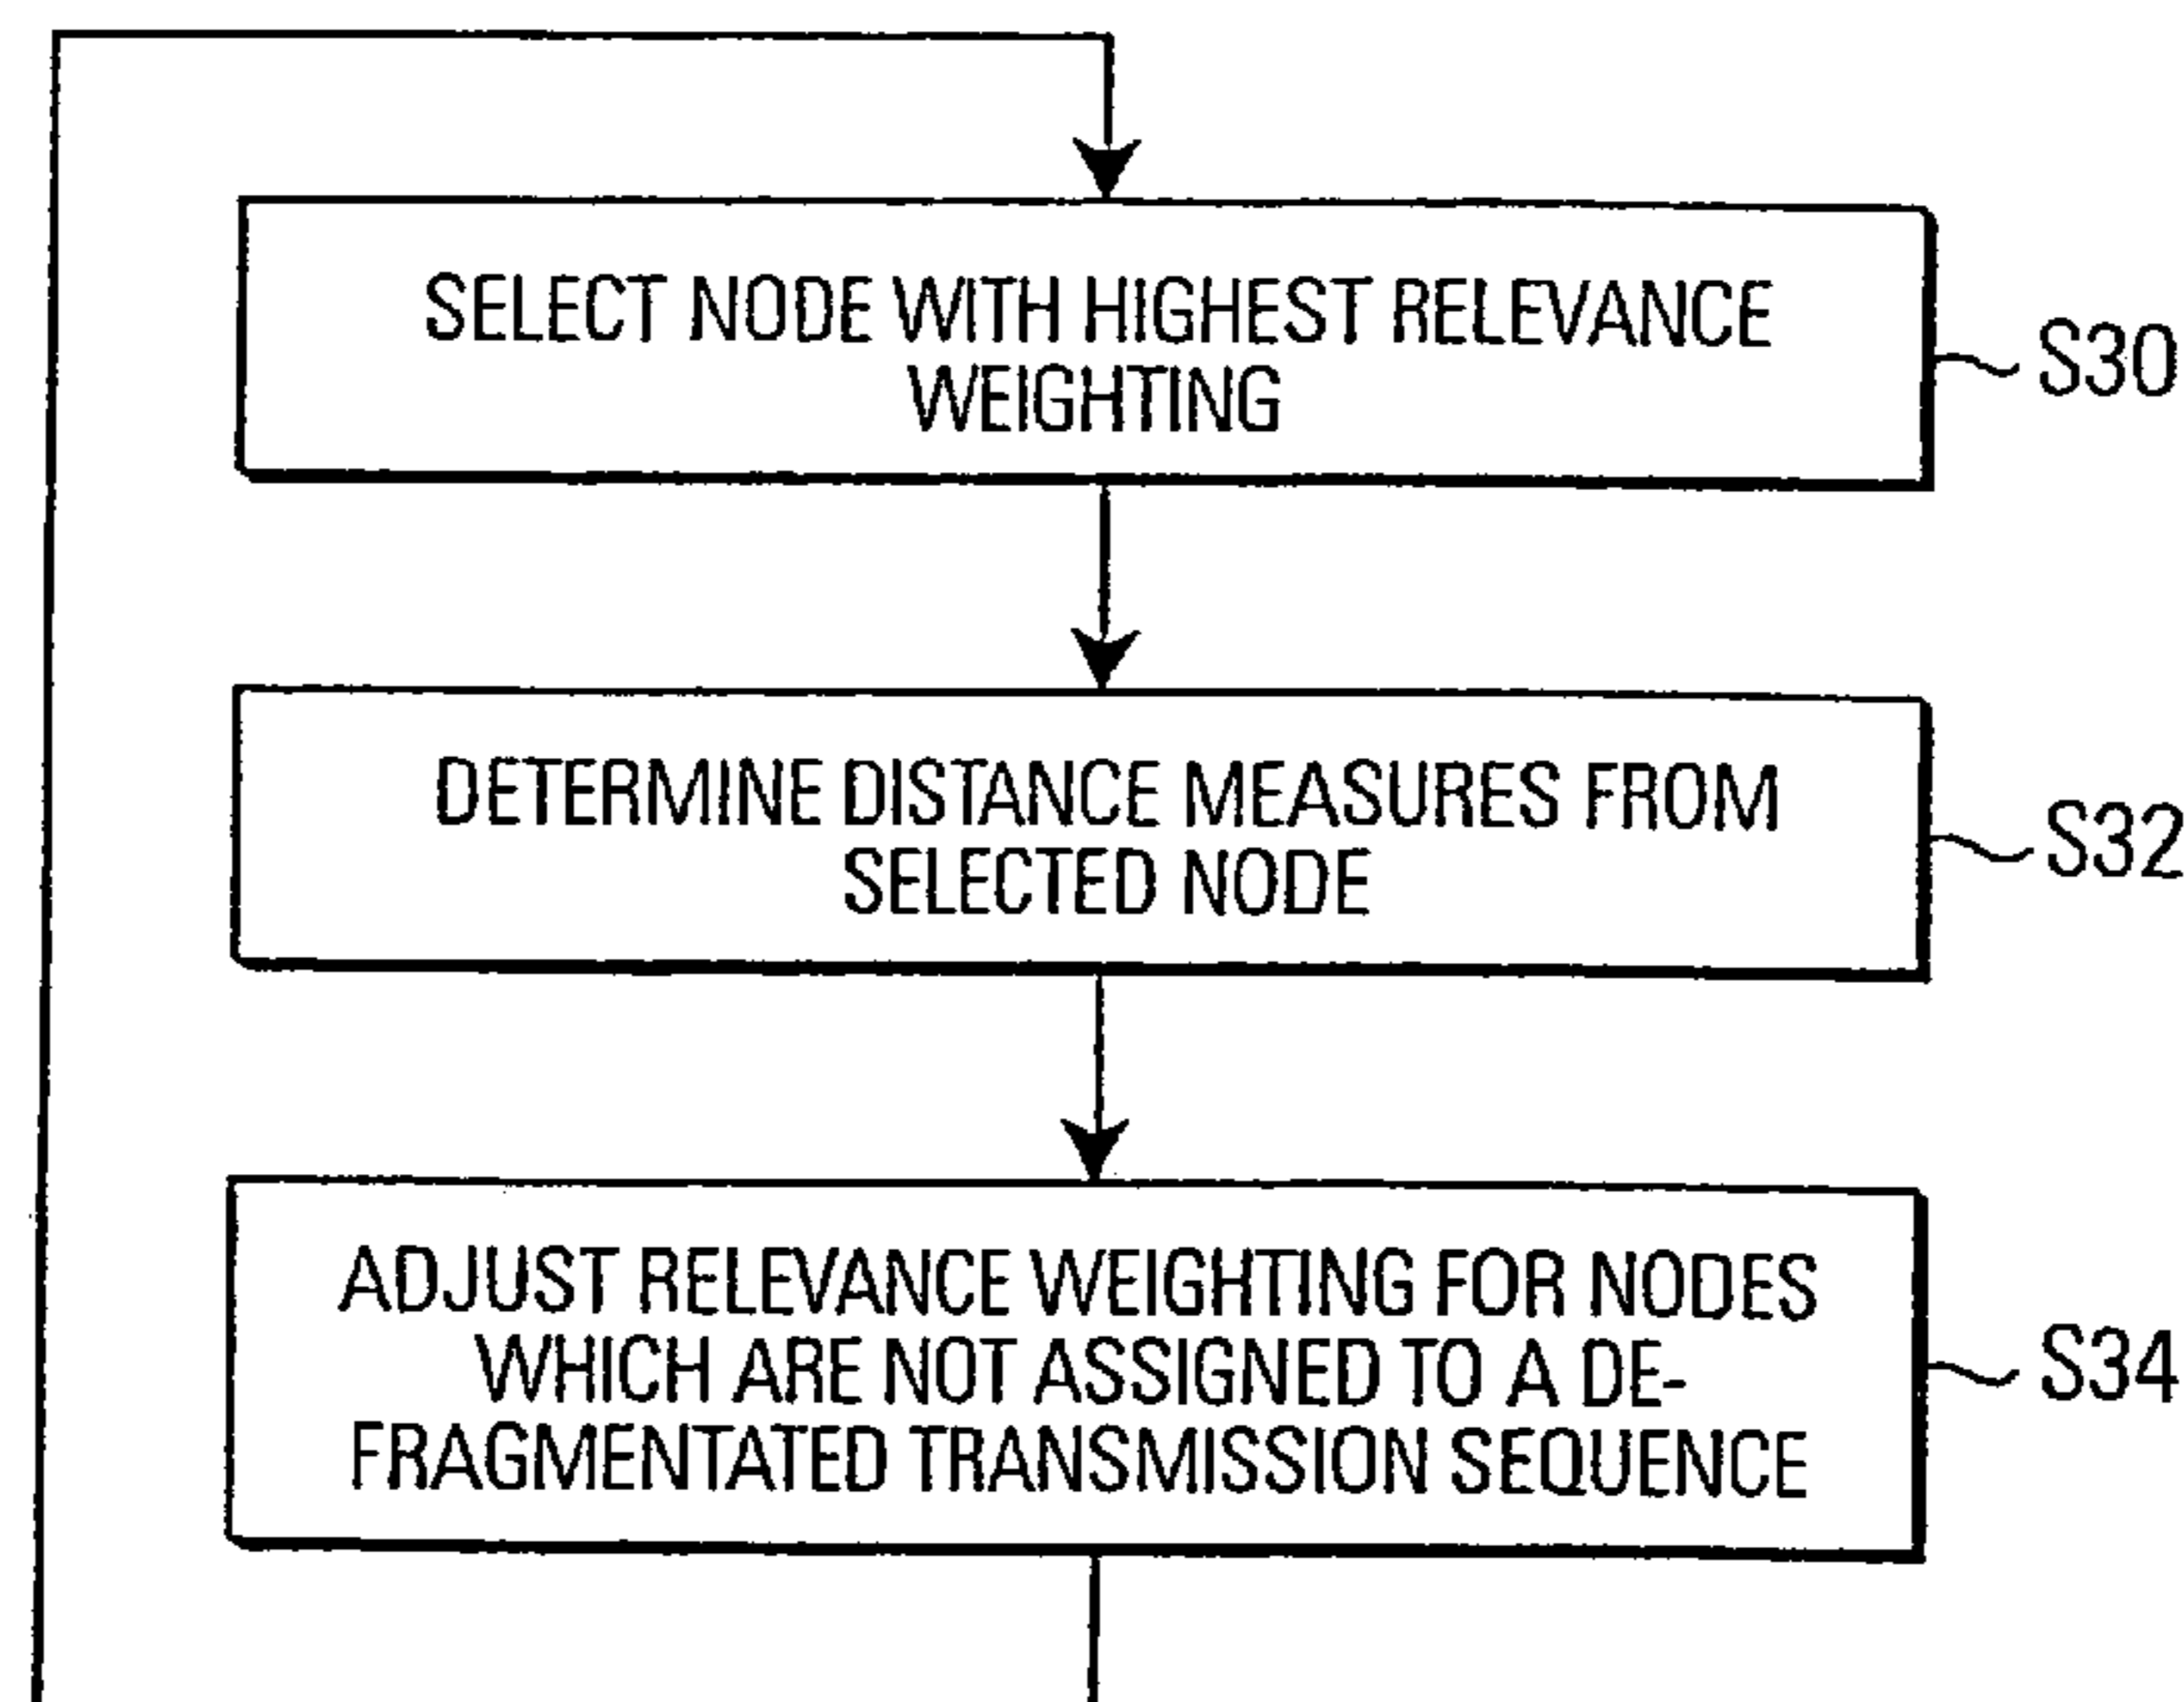 SELECT NODE WITH HIGHEST RELEVANCE
WEIGHTING
S30
DETERMINE DISTANCE MEASURES FROM
SELECTED NODE
S32
ADJUST RELEVANCE WEIGHTING FOR NODES
WHICH ARE NOT ASSIGNED TO A DE-
FRAGMENTATED TRANSMISSION SEQUENCE
S34